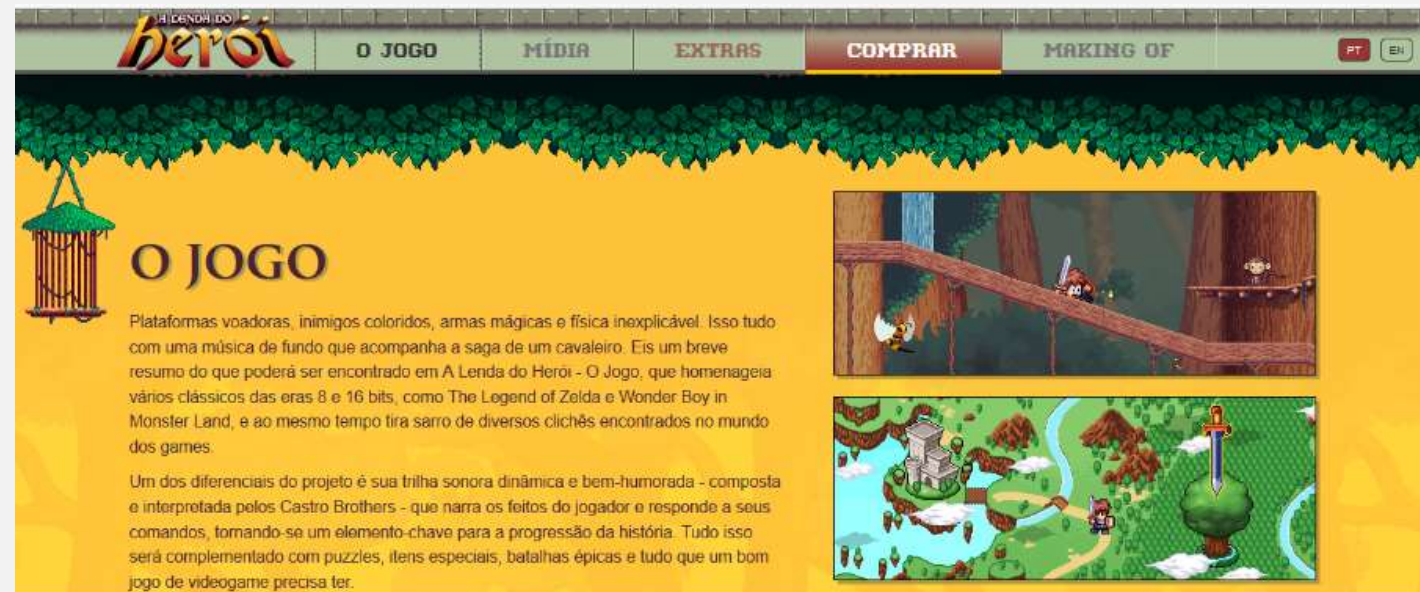 A LENDA DO
herói
O JOGO
MÍDIA
EXTRAS
COMPRAR
MAKING OF
PT
EN
O JOGO
Plataformas voadoras, inimigos coloridos, armas mágicas e física inexplicável. Isso tudo
com uma música de fundo que acompanha a saga de um cavaleiro. Eis um breve
resumo do que poderá ser encontrado em A Lenda do Herói - O Jogo, que homenageia
vários clássicos das eras 8 e 16 bits, como The Legend of Zelda e Wonder Boy in
Monster Land, e ao mesmo tempo tira sarro de diversos clichês encontrados no mundo
dos games.
Um dos diferenciais do projeto é sua trilha sonora dinâmica e bem-humorada - composta
e interpretada pelos Castro Brothers - que narra os feitos do jogador e responde a seus
comandos, tornando-se um elemento-chave para a progressão da história. Tudo isso
será complementado com puzzles, itens especiais, batalhas épicas e tudo que um bom
jogo de videogame precisa ter.